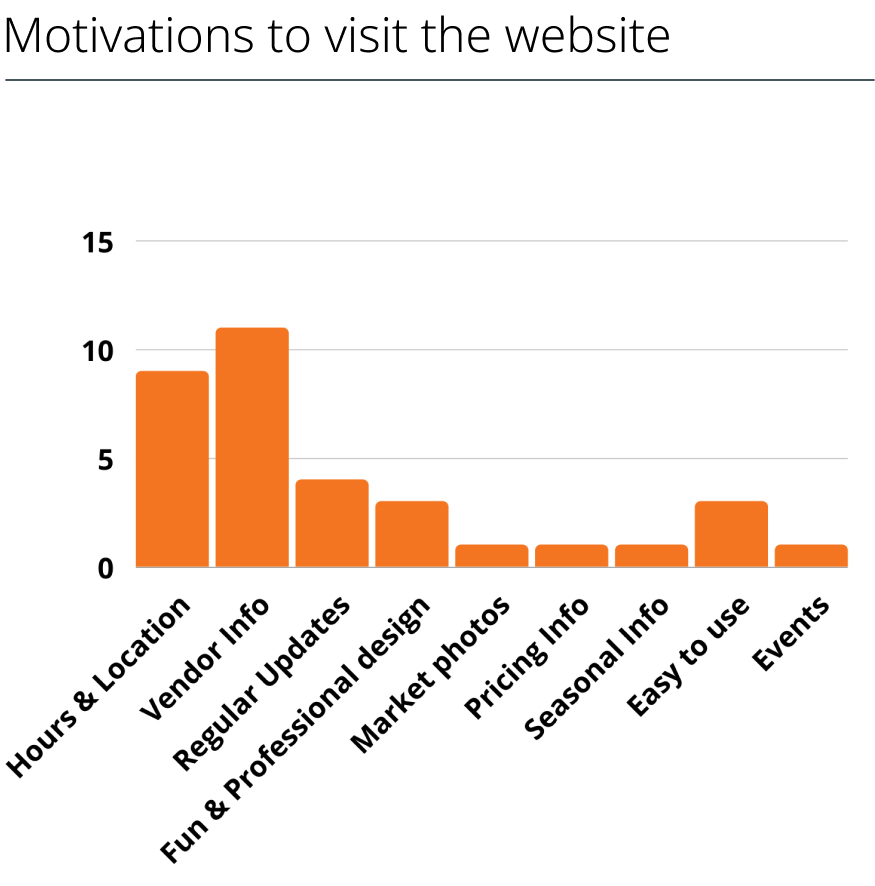 Motivations to visit the website
15
10
5
0
Hours & Location
Vendor Info
Regular Updates
Fun & Professional design
Market photos
Pricing Info
Seasonal Info
Easy to use
Events